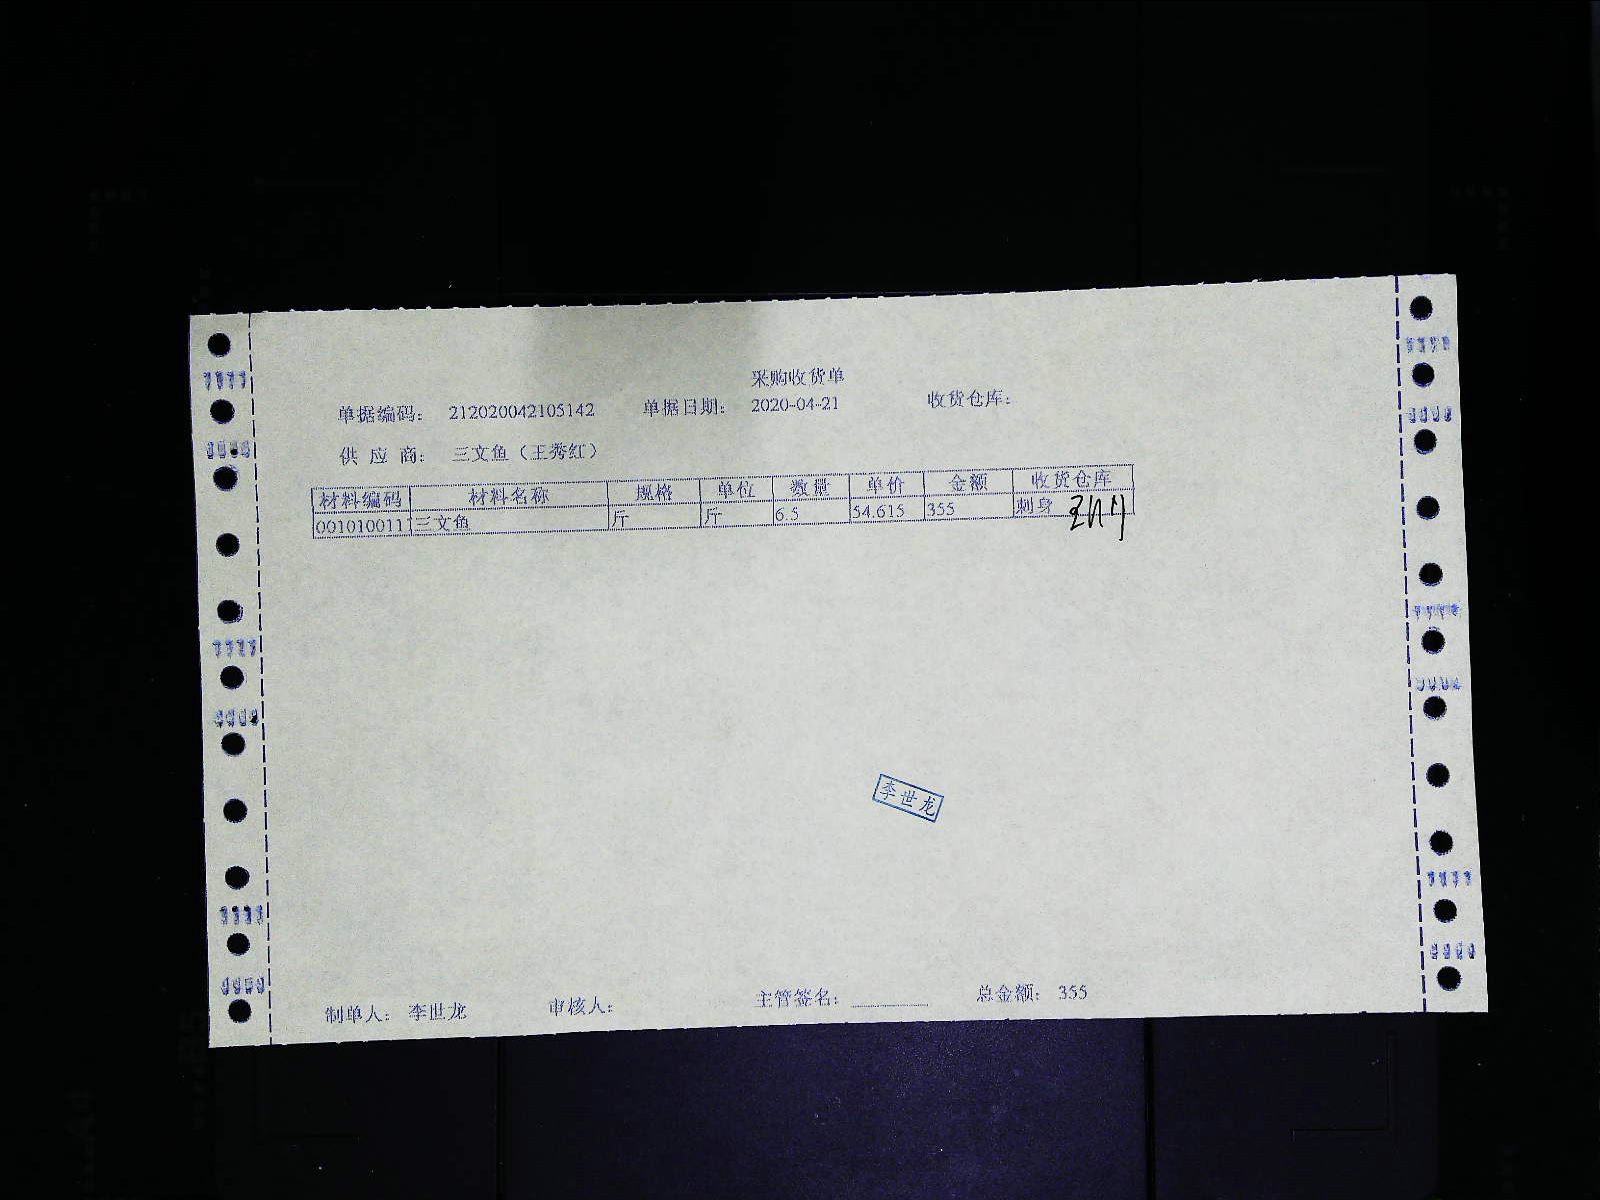 采购收货单
单据编码： 212020042105142 单据日期： 2020-04-21 收货仓库：
供 应 商： 三文鱼（王秀红）
材料编码 材料名称 规格 单位 数量 单价 金额 收货仓库
001010011 三文鱼 斤 斤 6.5 54.615 355 刺身
李世龙
制单人： 李世龙 审核人： 主管签名： 总金额： 355